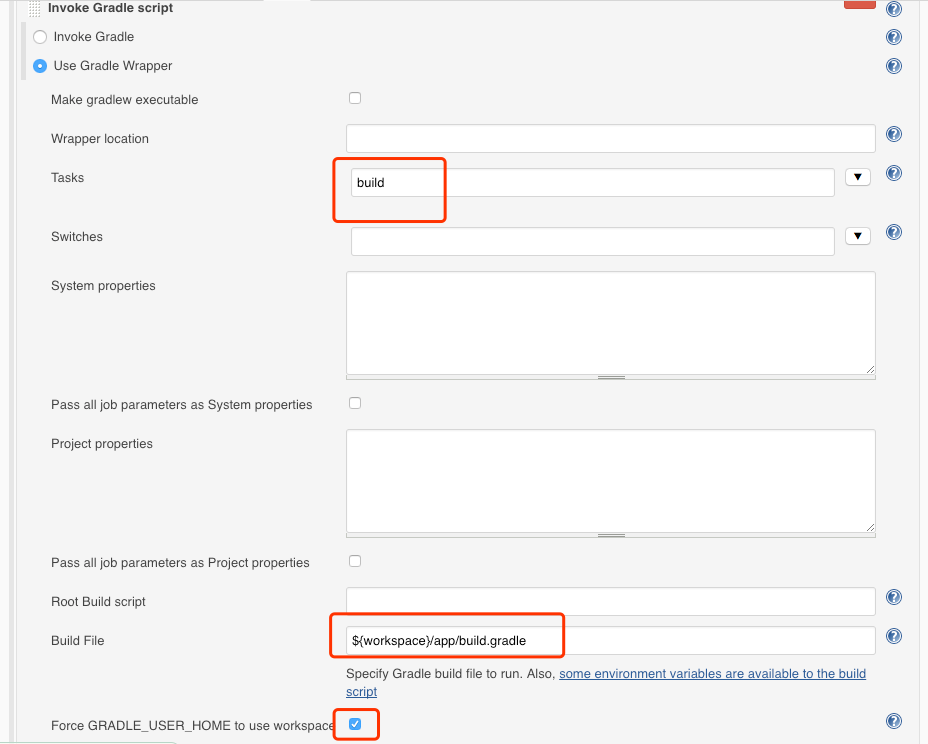 Invoke Gradle script
Invoke Gradle
Use Gradle Wrapper
Make gradlew executable
Wrapper location
Tasks
build
Switches
System properties
Pass all job parameters as System properties
Project properties
Pass all job parameters as Project properties
Root Build script
Build File
${workspace}/app/build.gradle
Specify Gradle build file to run. Also, some environment variables are available to the build
script
Force GRADLE_USER_HOME to use workspace